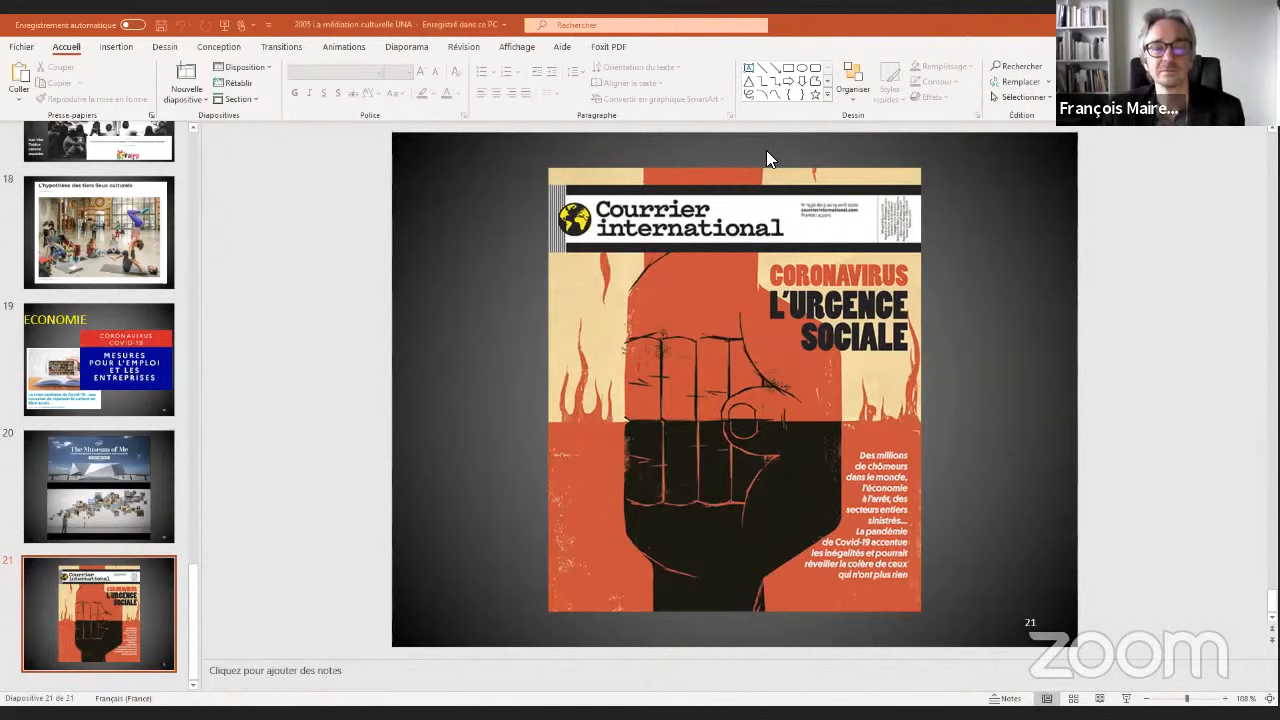 Enregistrement automatique
2005 La médiation culturelle UNA - Enregistré dans ce PC
Rechercher
Fichier Accueil Insertion Dessin Conception Transitions Animations Diaporama Révision Affichage Aide Foxit PDF
Coller
Couper
Copier
Presse-papiers
Nouvelle
diapositive
Disposition
Rétablir
Section
Diapositives
Police
Orientation du texte
Aligner le texte
Convertir en graphique SmartArt
Paragraphe
Organiser
Styles
rapides
Remplissage
Contour
Effets
Dessin
Rechercher
Remplacer
Sélectionner
Édition
François Maire...
18
L'hypothèse des tiers lieux culturels
19
ECONOMIE
CORONAVIRUS
COVID-19
MESURES
POUR L'EMPLOI
ET LES
ENTREPRISES
20
The Museum of Me
21
Courrier
international
CORONAVIRUS
L'URGENCE
SOCIALE
Courrier
international
courrierinternational.com
CORONAVIRUS
L'URGENCE
SOCIALE
Des millions
de chômeurs
dans le monde,
l'économie
à l'arrêt, des
secteurs entiers
sinistrés...
La pandémie
de Covid-19 accentue
les inégalités et pourrait
réveiller la colère de ceux
qui n'ont plus rien
21
zoom
Cliquez pour ajouter des notes
Diapositive 21 de 21 Français (France)
Notes
108 %